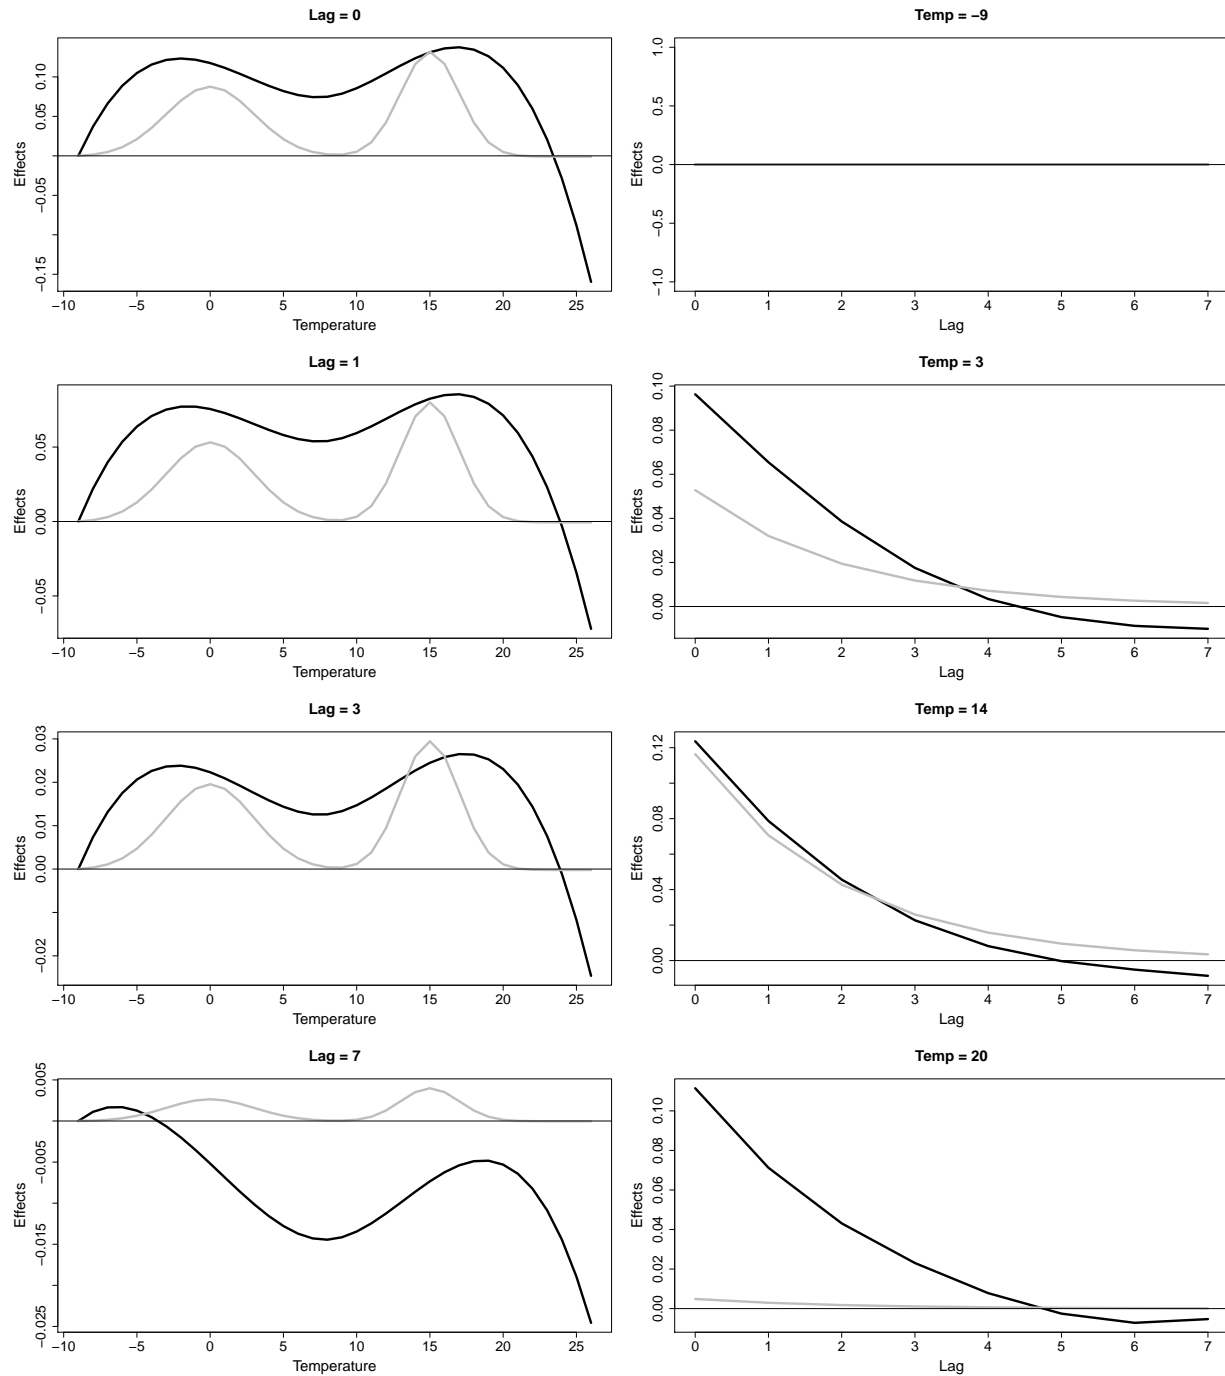 Lag = 0
Effects
0.10
0.05
−0.05
−0.15
−10 −5 0 5 10 15 20 25
Temperature
Temp = −9
Effects
1.0
0.5
0.0
−0.5
−1.0
0 1 2 3 4 5 6 7
Lag
Lag = 1
Effects
0.05
0.00
−0.05
−10 −5 0 5 10 15 20 25
Temperature
Temp = 3
Effects
0.10
0.08
0.06
0.04
0.02
0.00
0 1 2 3 4 5 6 7
Lag
Lag = 3
Effects
0.03
0.02
0.01
0.00
−0.02
−10 −5 0 5 10 15 20 25
Temperature
Temp = 14
Effects
0.12
0.08
0.04
0.00
0 1 2 3 4 5 6 7
Lag
Lag = 7
Effects
0.005
−0.005
−0.015
−0.025
−10 −5 0 5 10 15 20 25
Temperature
Temp = 20
Effects
0.10
0.08
0.06
0.04
0.02
0.00
0 1 2 3 4 5 6 7
Lag